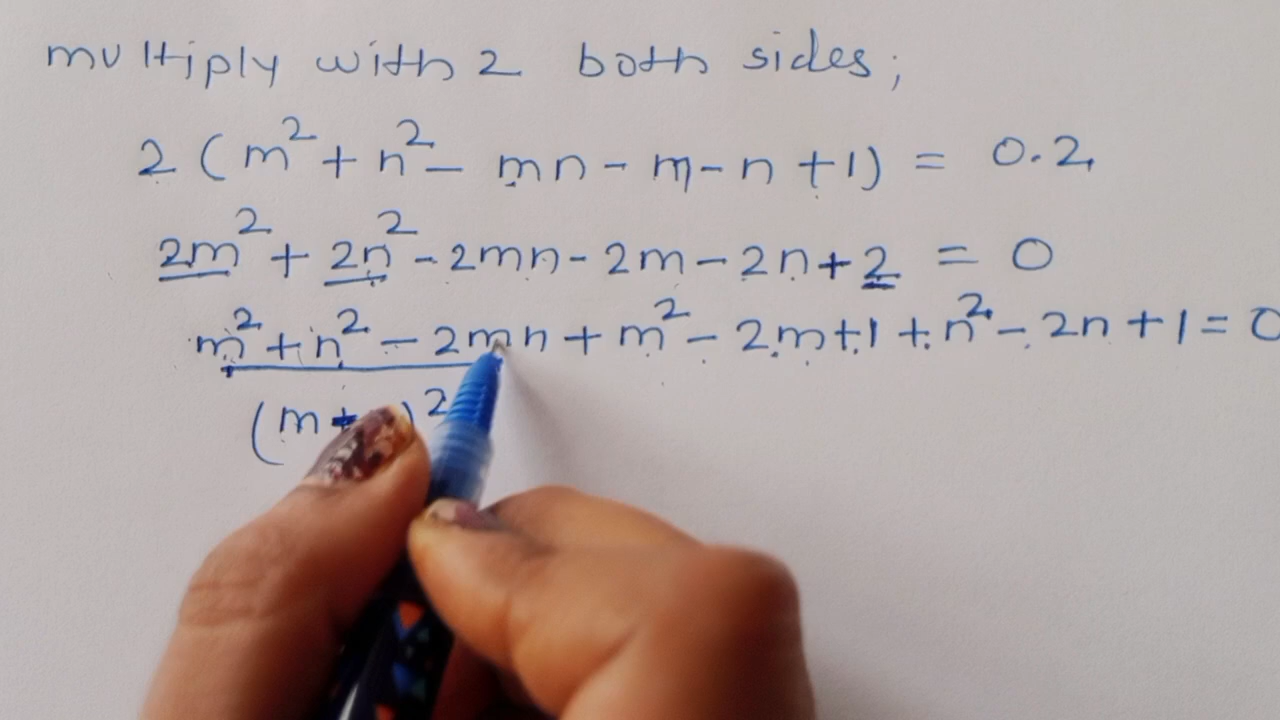 multiply with 2 both sides;
2 (m² + n² - mn - m - n + 1) = 0.2
2m² + 2n² - 2mn - 2m - 2n + 2 = 0
m² + n² - 2mn + m² - 2m + 1 + n² - 2n + 1 = 0
(m )²